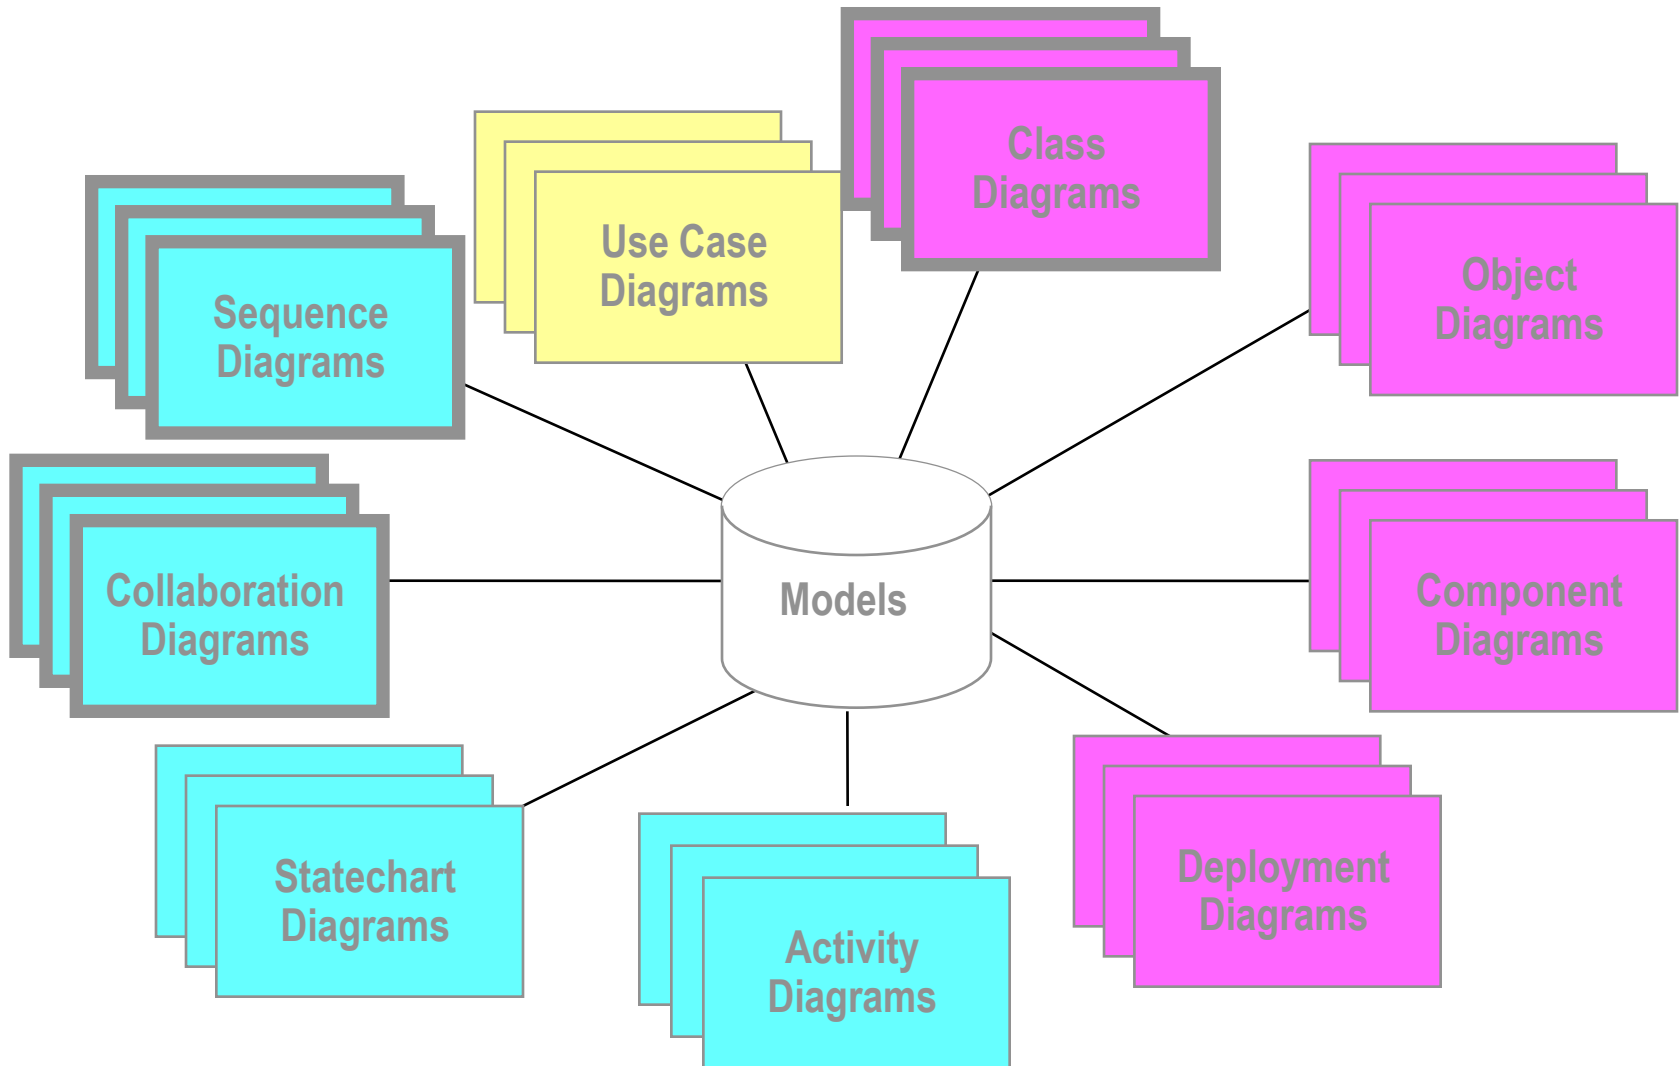 Class
Diagrams
Use Case
Diagrams
Object
Diagrams
Sequence
Diagrams
Collaboration
Diagrams
Models
Component
Diagrams
Statechart
Diagrams
Deployment
Diagrams
Activity
Diagrams